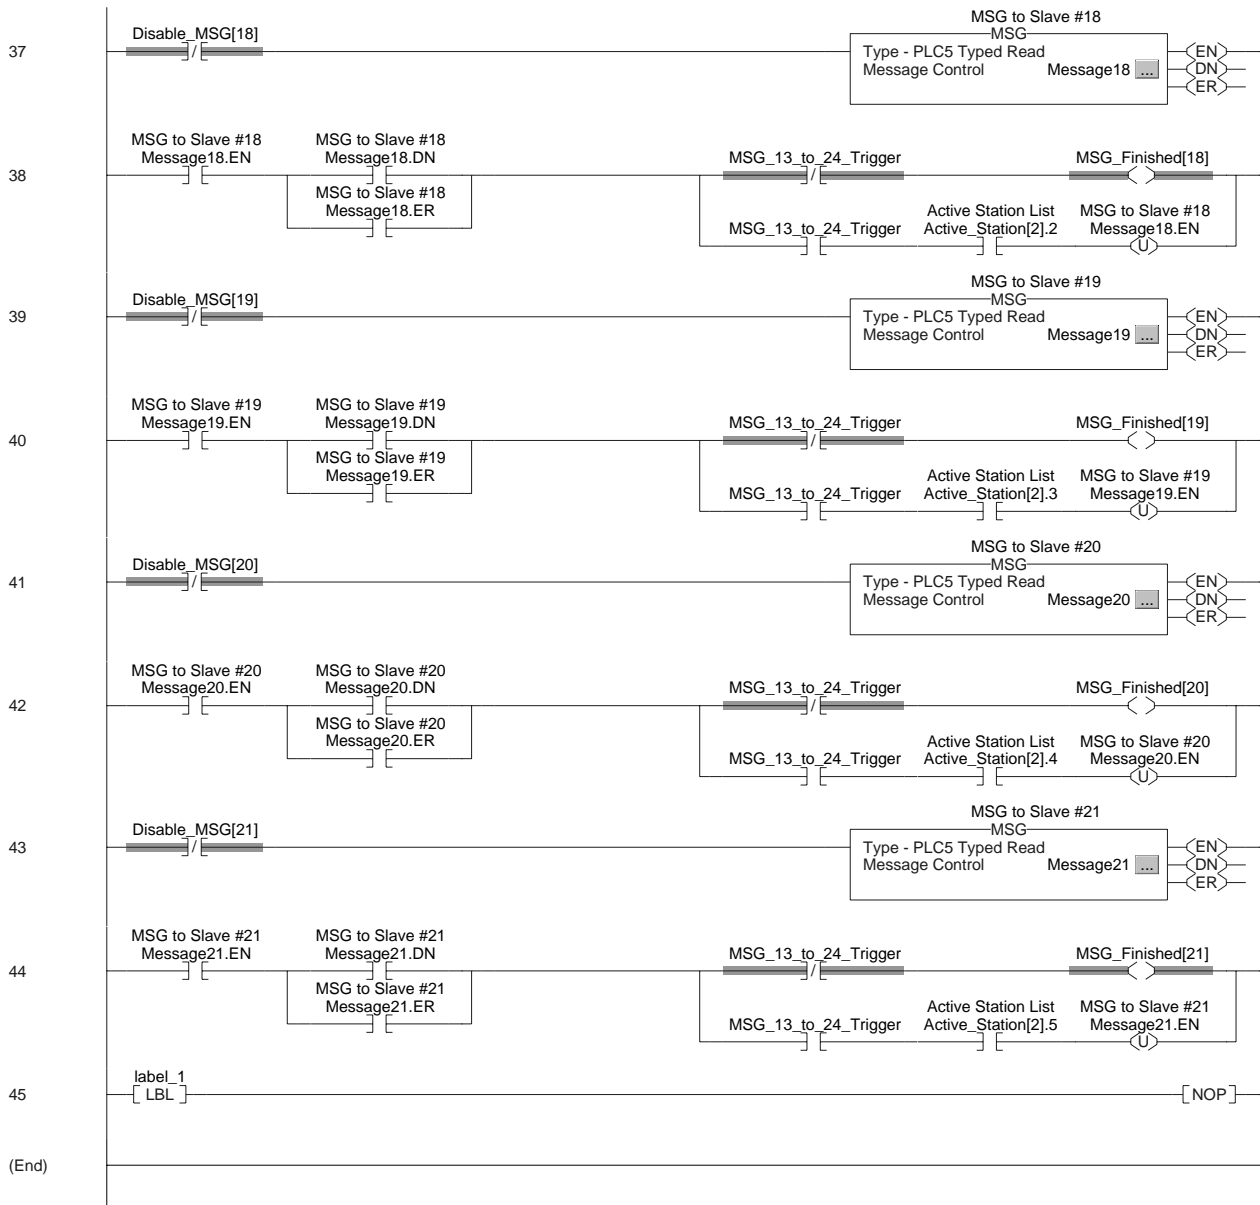 MSG to Slave #18
Disable_MSG[18]
MSG
37
Type - PLC5 Typed Read
EN
Message Control Message18 ...
DN
ER
MSG to Slave #18 MSG to Slave #18
Message18.EN Message18.DN MSG_13_to_24_Trigger MSG_Finished[18]
38
MSG to Slave #18
Message18.ER
Active Station List MSG to Slave #18
MSG_13_to_24_Trigger Active_Station[2].2 Message18.EN
U
MSG to Slave #19
Disable_MSG[19]
MSG
39
Type - PLC5 Typed Read
EN
Message Control Message19 ...
DN
ER
MSG to Slave #19 MSG to Slave #19
Message19.EN Message19.DN MSG_13_to_24_Trigger MSG_Finished[19]
40
MSG to Slave #19
Message19.ER
Active Station List MSG to Slave #19
MSG_13_to_24_Trigger Active_Station[2].3 Message19.EN
U
MSG to Slave #20
Disable_MSG[20]
MSG
41
Type - PLC5 Typed Read
EN
Message Control Message20 ...
DN
ER
MSG to Slave #20 MSG to Slave #20
Message20.EN Message20.DN MSG_13_to_24_Trigger MSG_Finished[20]
42
MSG to Slave #20
Message20.ER
Active Station List MSG to Slave #20
MSG_13_to_24_Trigger Active_Station[2].4 Message20.EN
U
MSG to Slave #21
Disable_MSG[21]
MSG
43
Type - PLC5 Typed Read
EN
Message Control Message21 ...
DN
ER
MSG to Slave #21 MSG to Slave #21
Message21.EN Message21.DN MSG_13_to_24_Trigger MSG_Finished[21]
44
MSG to Slave #21
Message21.ER
Active Station List MSG to Slave #21
MSG_13_to_24_Trigger Active_Station[2].5 Message21.EN
U
label_1
45 LBL NOP
(End)